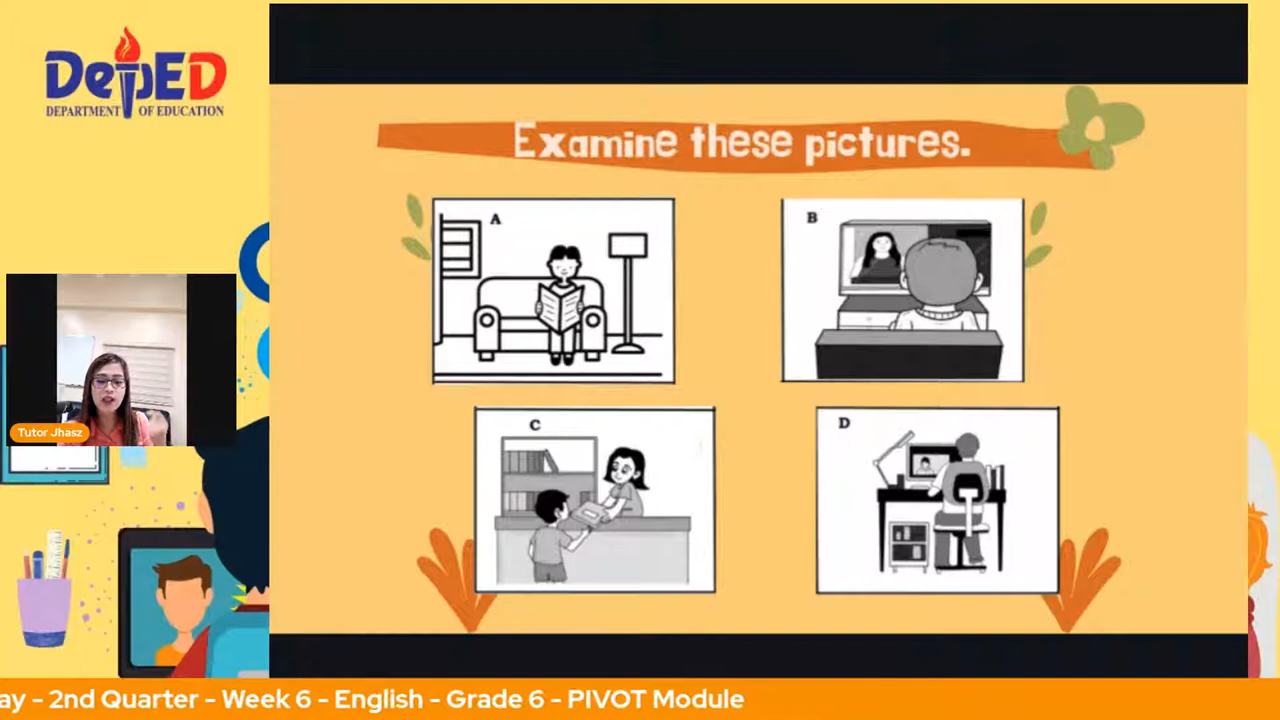 DepED
DEPARTMENT OF EDUCATION
Examine these pictures.
A
B
C
D
Tutor Jhasz
ay - 2nd Quarter - Week 6 - English - Grade 6 - PIVOT Module